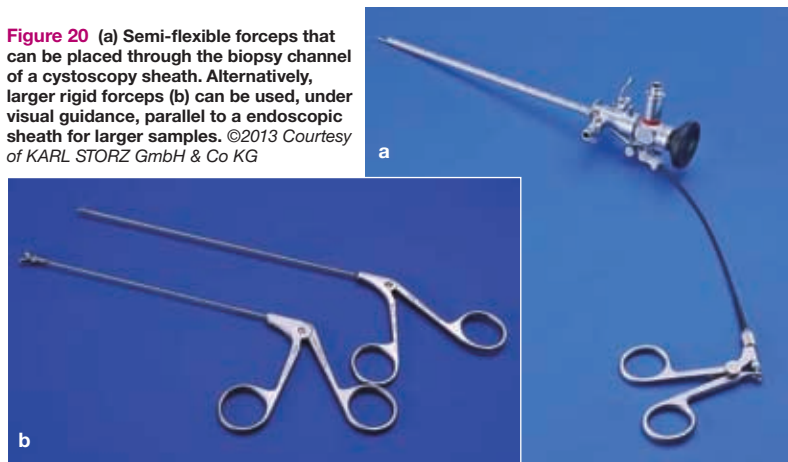 Figure 20 (a) Semi-flexible forceps that
can be placed through the biopsy channel
of a cystoscopy sheath. Alternatively,
larger rigid forceps (b) can be used, under
visual guidance, parallel to a endoscopic
sheath for larger samples. ©2013 Courtesy
of KARL STORZ GmbH & Co KG
a
b